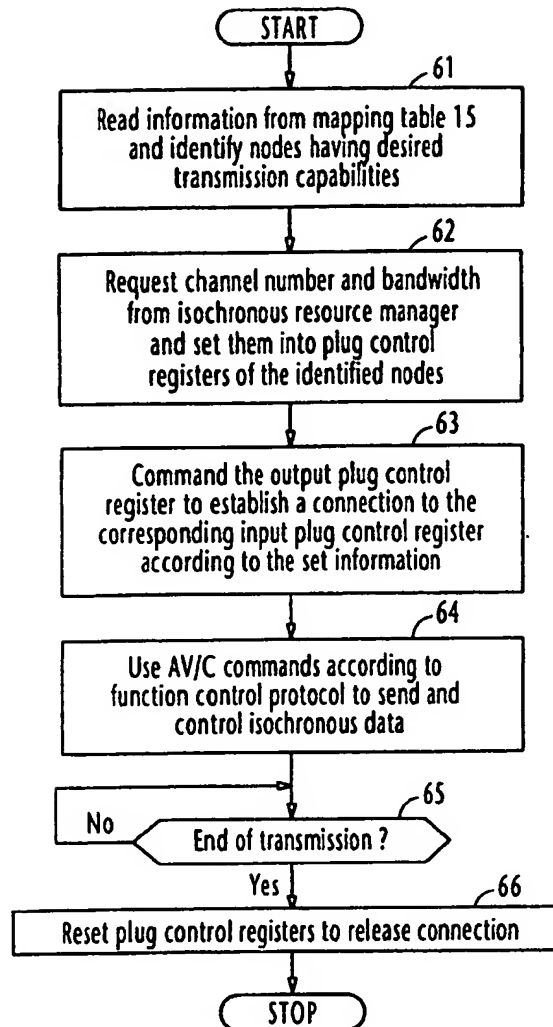 START
61
Read information from mapping table 15
and identify nodes having desired
transmission capabilities
62
Request channel number and bandwidth
from isochronous resource manager
and set them into plug control
registers of the identified nodes
63
Command the output plug control
register to establish a connection to the
corresponding input plug control register
according to the set information
64
Use AV/C commands according to
function control protocol to send and
control isochronous data
65
No
End of transmission ?
Yes
66
Reset plug control registers to release connection
STOP